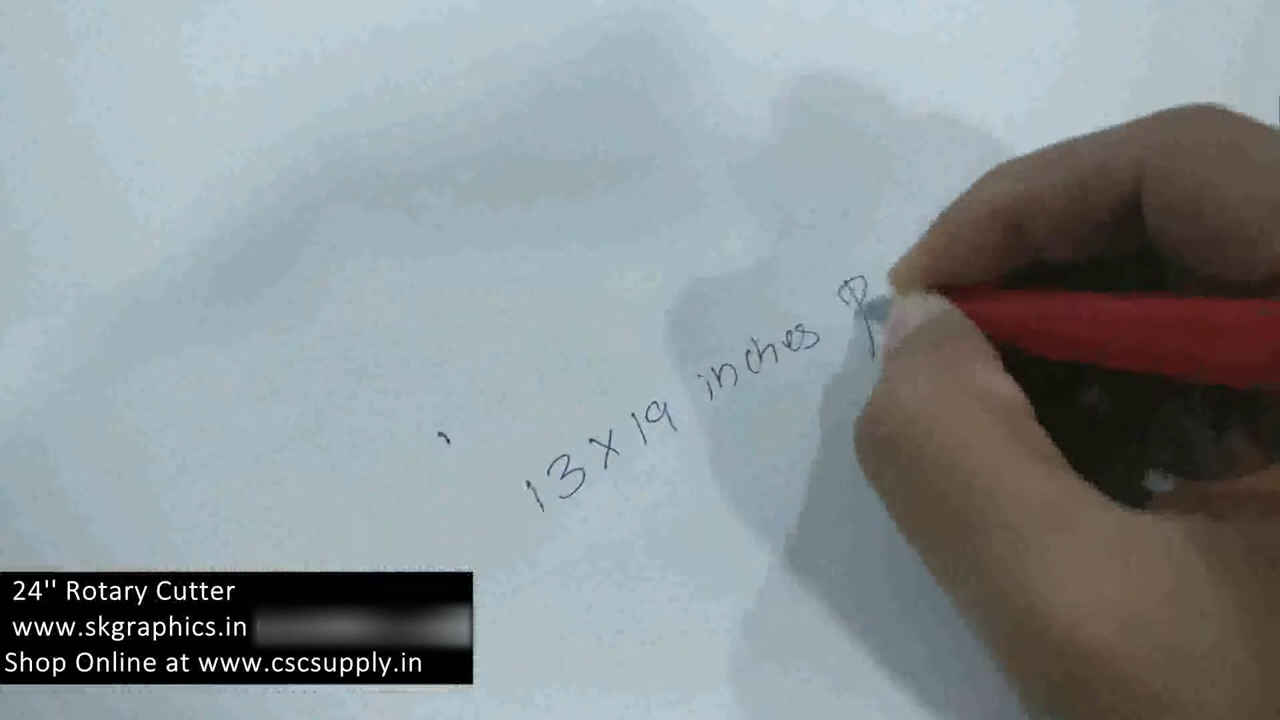 13 x 19 inches P
24'' Rotary Cutter
www.skgraphics.in
Shop Online at www.cscsupply.in